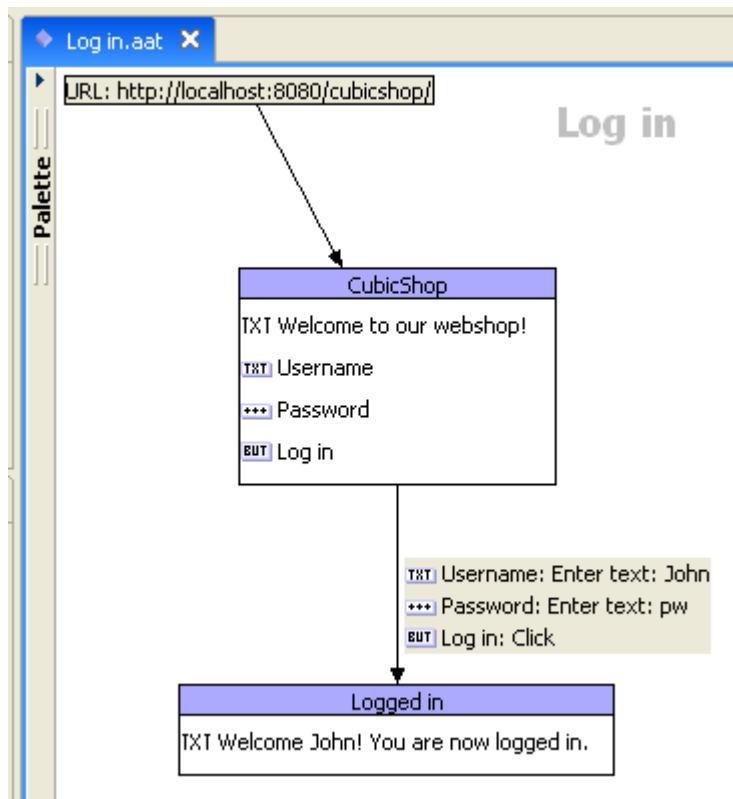 Log in.aat
URL: http://localhost:8080/cubicshop/
Log in
Palette
CubicShop
TXT Welcome to our webshop!
TXT Username
+++ Password
BUT Log in
TXT Username: Enter text: John
+++ Password: Enter text: pw
BUT Log in: Click
Logged in
TXT Welcome John! You are now logged in.